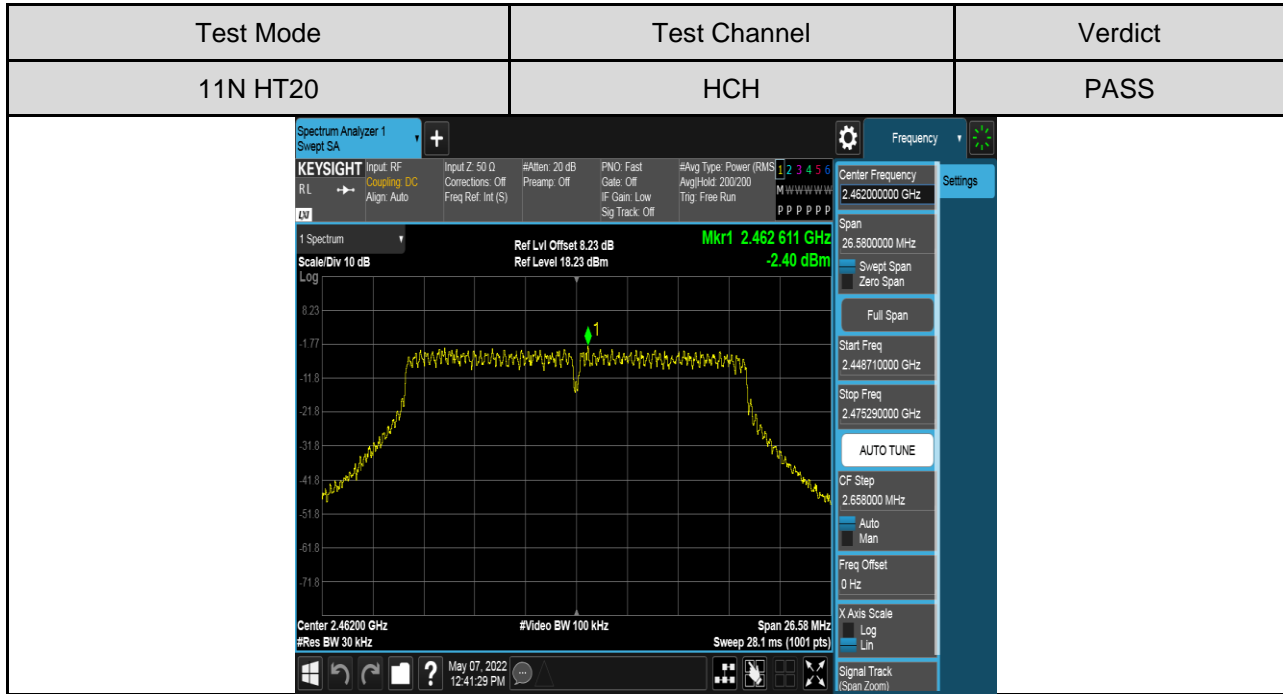 Test Mode Test Channel Verdict
11N HT20 HCH PASS
Spectrum Analyzer 1
Swept SA
+
Frequency
KEYSIGHT Input: RF Input Z: 50 Ω #Atten: 20 dB PNO: Fast #Avg Type: Power (RMS 1 2 3 4 5 6
RL Coupling: DC Corrections: Off Preamp: Off Gate: Off Avg|Hold: 200/200 M W W W W W
Align: Auto Freq Ref: Int (S) IF Gain: Low Trig: Free Run
LXI Sig Track: Off P P P P P P
1 Spectrum Ref Lvl Offset 8.23 dB Mkr1 2.462 611 GHz
Scale/Div 10 dB Ref Level 18.23 dBm -2.40 dBm
Log
8.23
1
-1.77
-11.8
-21.8
-31.8
-41.8
-51.8
-61.8
-71.8
Center 2.46200 GHz #Video BW 100 kHz Span 26.58 MHz
#Res BW 30 kHz Sweep 28.1 ms (1001 pts)
?
May 07, 2022
12:41:29 PM
Center Frequency
2.462000000 GHz
Settings
Span
26.5800000 MHz
Swept Span
Zero Span
Full Span
Start Freq
2.448710000 GHz
Stop Freq
2.475290000 GHz
AUTO TUNE
CF Step
2.658000 MHz
Auto
Man
Freq Offset
0 Hz
X Axis Scale
Log
Lin
Signal Track
(Span Zoom)